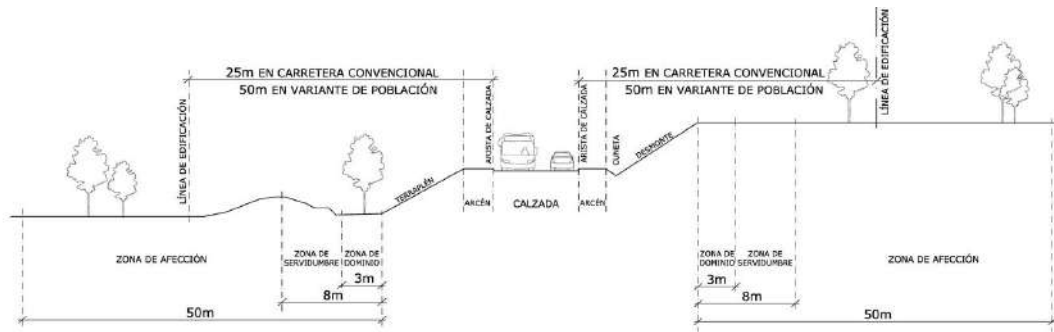 25m EN CARRETERA CONVENCIONAL
50m EN VARIANTE DE POBLACIÓN
LÍNEA DE EDIFICACIÓN
ARISTA DE CALZADA
ARISTA DE CALZADA
CUNETA
25m EN CARRETERA CONVENCIONAL
50m EN VARIANTE DE POBLACIÓN
LÍNEA DE EDIFICACIÓN
TERRAPLÉN
DESMONTE
ARCÉN
CALZADA
ARCÉN
ZONA DE AFECCIÓN
ZONA DE
SERVIDUMBRE
ZONA DE
DOMINIO
3m
8m
50m
ZONA DE
DOMINIO
ZONA DE
SERVIDUMBRE
ZONA DE AFECCIÓN
3m
8m
50m